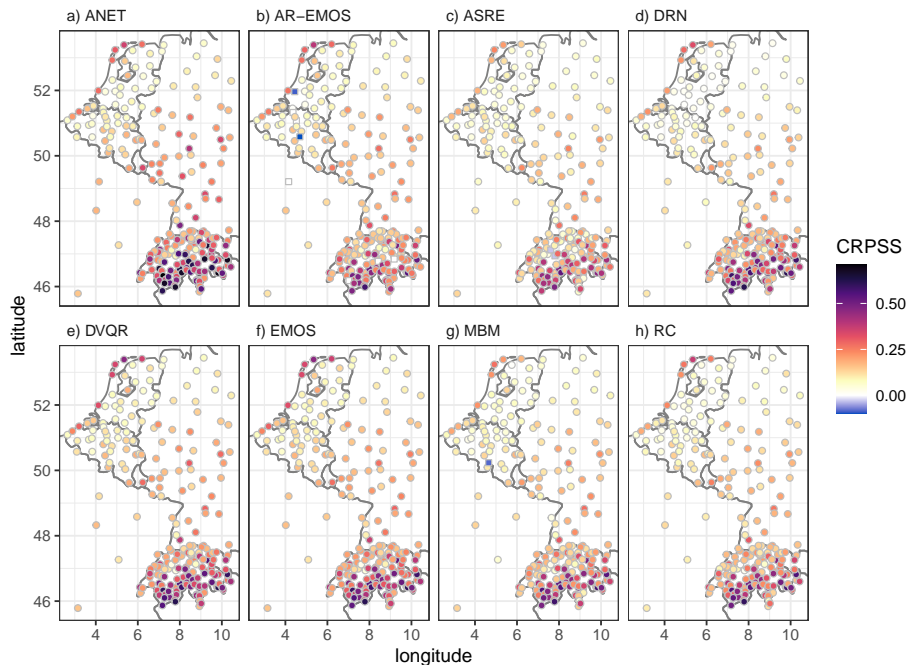 a) ANET b) AR−EMOS c) ASRE d) DRN
52
50
48
46
CRPSS
0.50
0.25
0.00
latitude
e) DVQR f) EMOS g) MBM h) RC
52
50
48
46
4 6 8 10 4 6 8 10 4 6 8 10 4 6 8 10
longitude